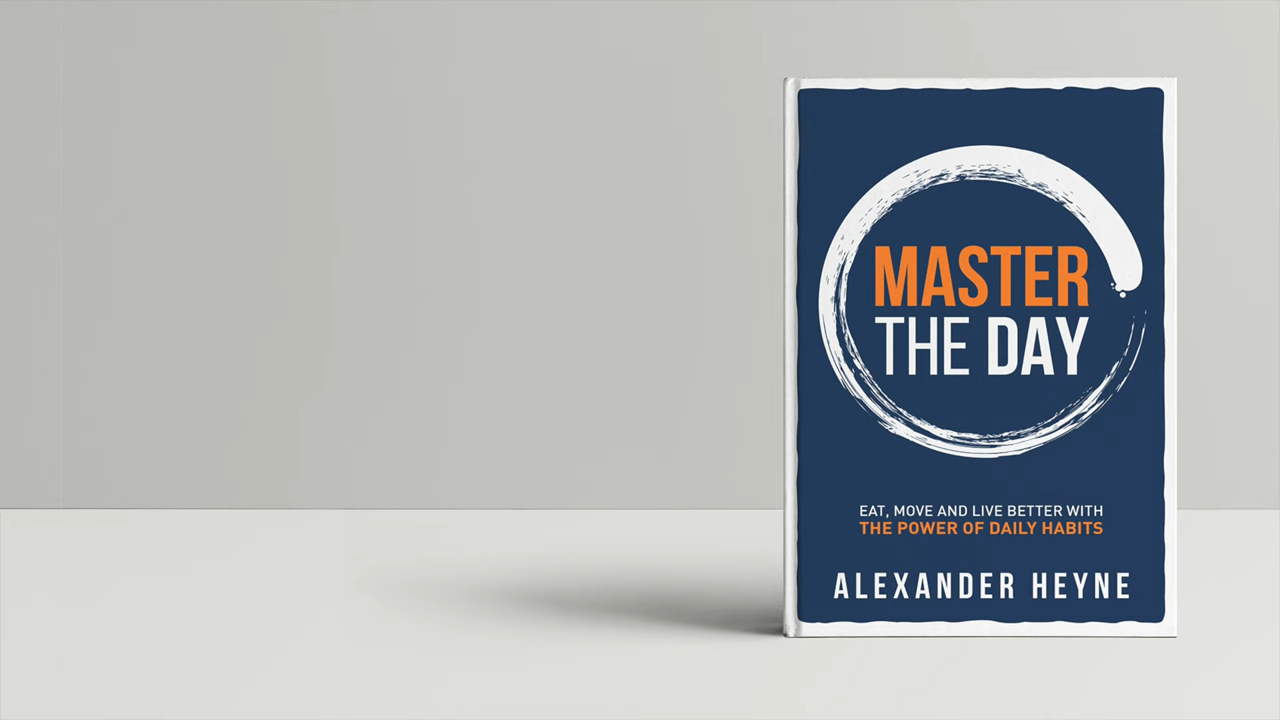 MASTER
THE DAY
EAT, MOVE AND LIVE BETTER WITH
THE POWER OF DAILY HABITS
ALEXANDER HEYNE